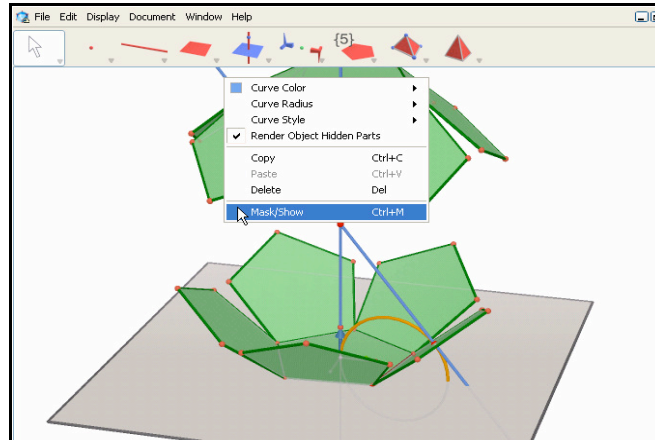 File Edit Display Document Window Help
{5}
Curve Color
Curve Radius
Curve Style
Render Object Hidden Parts
Copy Ctrl+C
Paste Ctrl+V
Delete Del
Mask/Show Ctrl+M